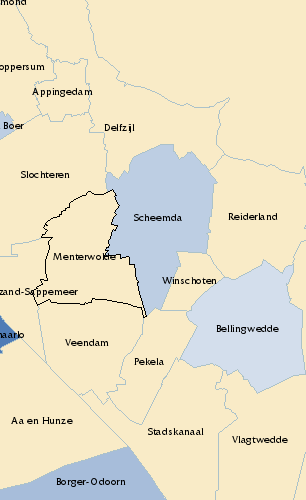 mond
oppersum
Appingedam
Boer
Delfzijl
Slochteren
Scheemda
Reiderland
Menterwolde
Winschoten
zand-Sappemeer
Bellingwedde
naarlo
Veendam
Pekela
Aa en Hunze
Stadskanaal
Vlagtwedde
Borger-Odoorn